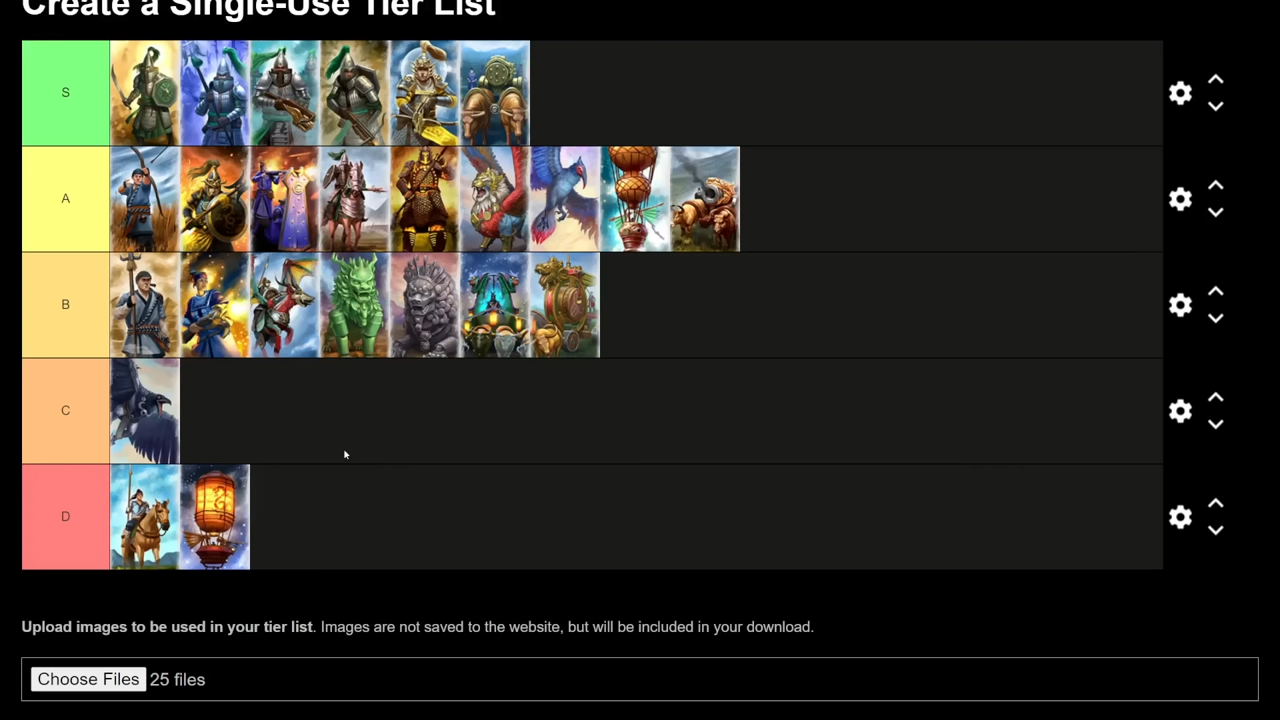 Create a Single-Use Tier List
S
A
B
C
D
Upload images to be used in your tier list. Images are not saved to the website, but will be included in your download.
Choose Files 25 files